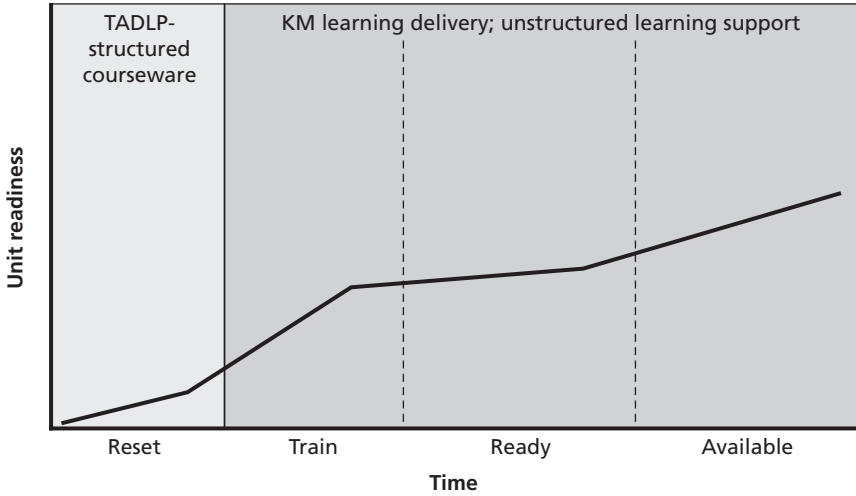 TADLP-
structured
courseware
KM learning delivery; unstructured learning support
Unit readiness
Reset
Train
Ready
Available
Time